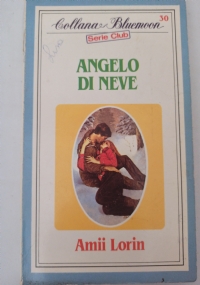 Collana Bluemoon
30
Serie Club
ANGELO
DI NEVE
Amii Lorin